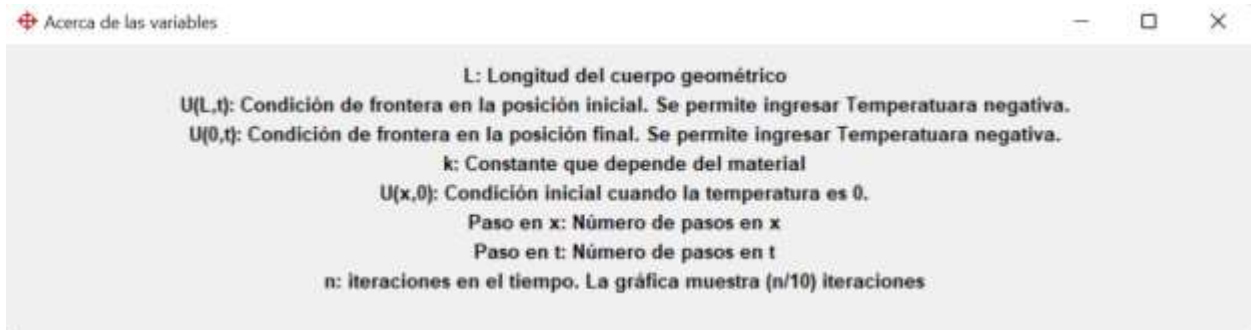 Acerca de las variables
L: Longitud del cuerpo geométrico
U(L,t): Condición de frontera en la posición inicial. Se permite ingresar Temperatuara negativa.
U(0,t): Condición de frontera en la posición final. Se permite ingresar Temperatuara negativa.
k: Constante que depende del material
U(x,0): Condición inicial cuando la temperatura es 0.
Paso en x: Número de pasos en x
Paso en t: Número de pasos en t
n: iteraciones en el tiempo. La gráfica muestra (n/10) iteraciones